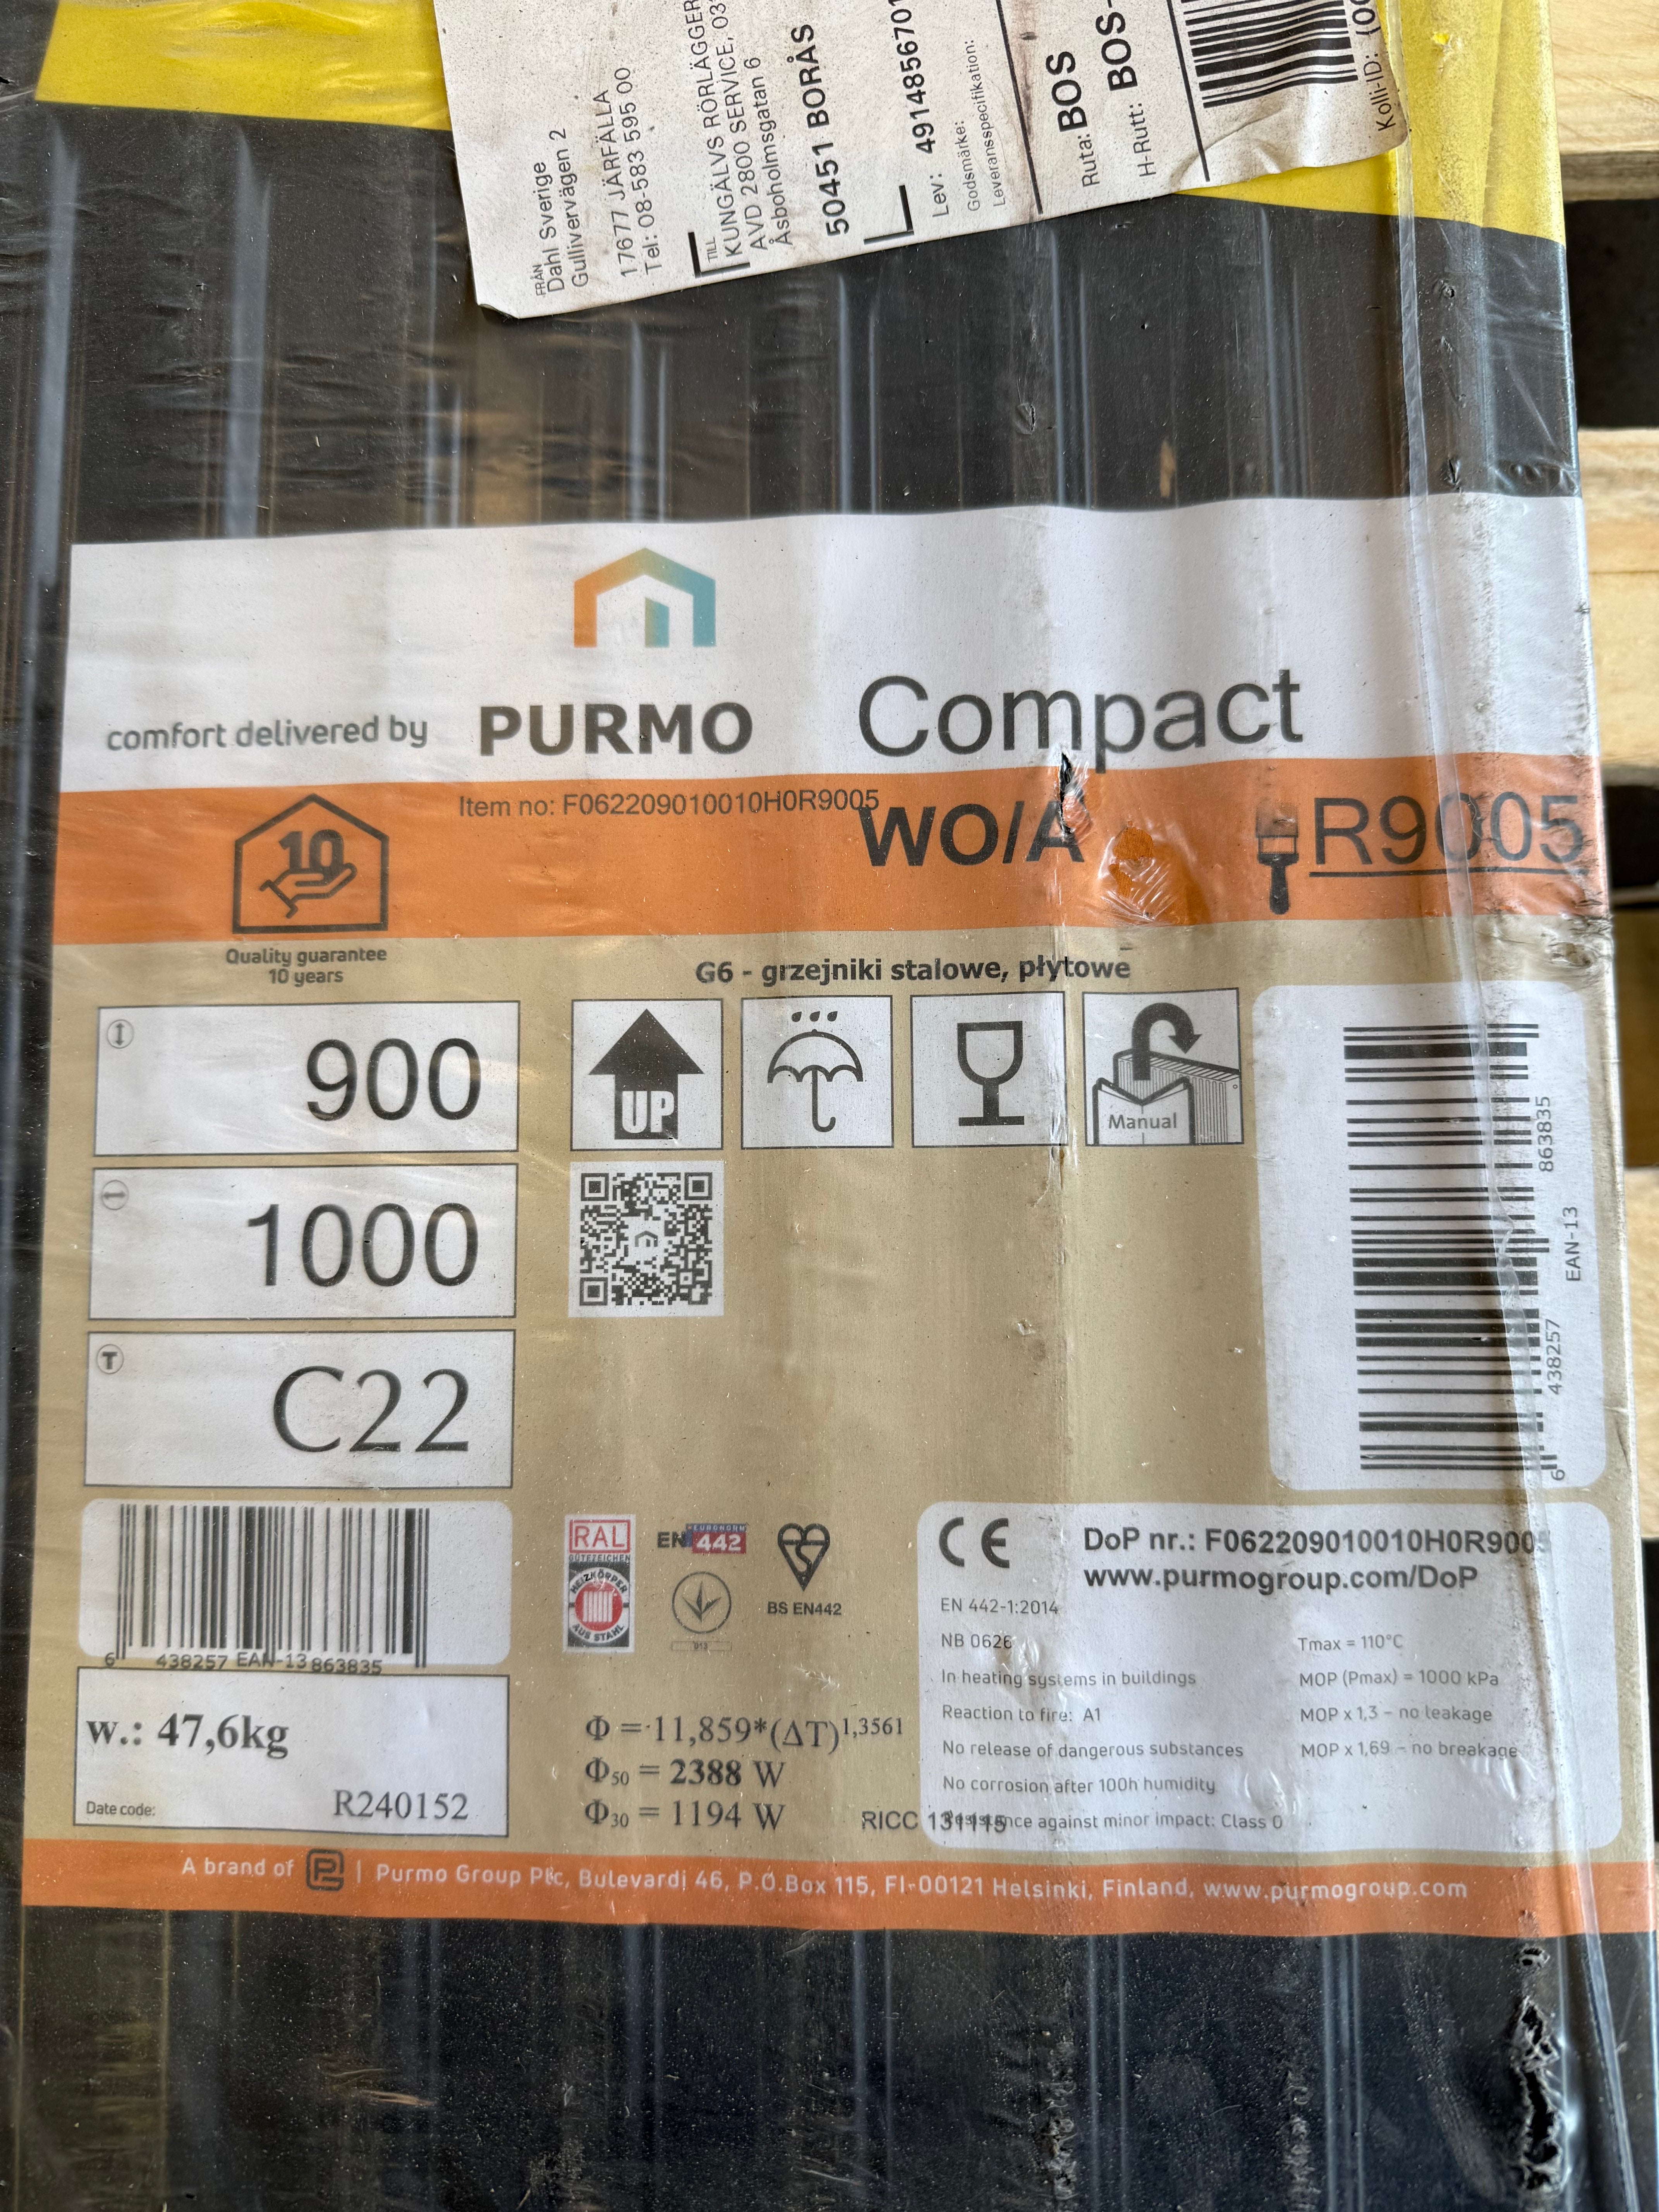 FRÅN
Dahl Sverige
Gullivervägen 2
17677 JÄRFÄLLA
Tel: 08-583 595 00
TILL
KUNGÄLVS RÖRLÄGGER
AVD 2800 SERVICE, 03
Åsboholmsgatan 6
50451 BORÅS
Lev: 4914856701
Godsmärke:
Leveransspecifikation:
Ruta: BOS
H-Rutt: BOS-
Kolli-ID: (00
comfort delivered by PURMO Compact
Item no: F062209010010H0R9005
WO/A R9005
10
Quality guarantee
10 years
G6 - grzejniki stalowe, płytowe
900
UP
Manual
1000
T
C22
6 438257 EAN-13 863835
6 438257 EAN-13 863835
w.: 47,6kg
Date code: R240152
RAL
GÜTEZEICHEN
HEIZKÖRPER
AUS STAHL
EURONORM
EN 442
BS EN442
Φ = 11,859*(ΔT)1,3561
Φ50 = 2388 W
Φ30 = 1194 W
RICC 131115
CE
DoP nr.: F062209010010H0R9005
www.purmogroup.com/DoP
EN 442-1:2014
NB 0626
Tmax = 110°C
In heating systems in buildings
MOP (Pmax) = 1000 kPa
Reaction to fire: A1
MOP x 1,3 – no leakage
No release of dangerous substances
MOP x 1,69 – no breakage
No corrosion after 100h humidity
Resistance against minor impact: Class 0
A brand of P | Purmo Group Plc, Bulevardi 46, P.O.Box 115, FI-00121 Helsinki, Finland, www.purmogroup.com